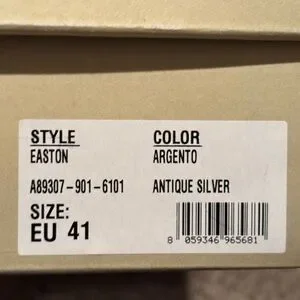 STYLE COLOR
EASTON ARGENTO
A89307-901-6101 ANTIQUE SILVER
SIZE:
EU 41
8 059346 965681